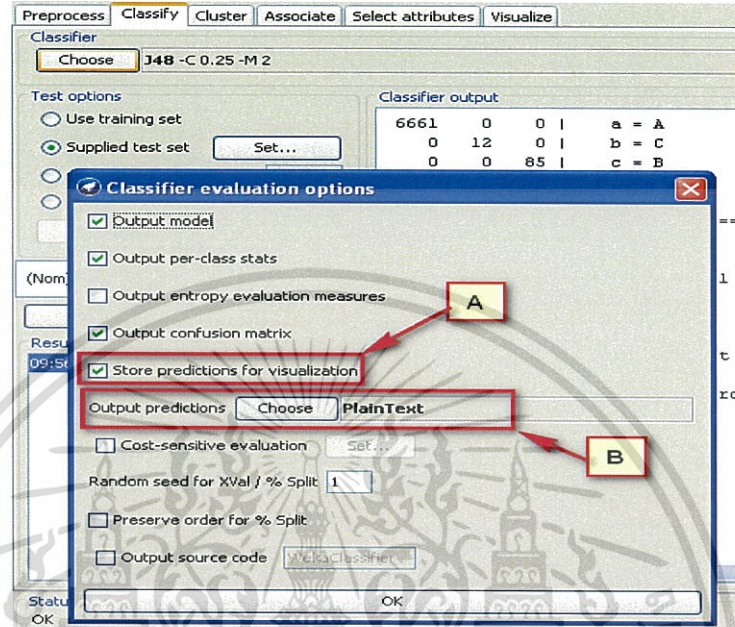 Preprocess Classify Cluster Associate Select attributes Visualize
Classifier
Choose J48 -C 0.25 -M 2
Test options
Classifier output
Use training set
6661 0 0 | a = A
Supplied test set Set...
0 12 0 | b = C
0 0 85 | c = B
Classifier evaluation options
Output model
==
Output per-class stats
(Nom)
Output entropy evaluation measures
A
Output confusion matrix
Store predictions for visualization
09:56
Output predictions Choose PlainText
Cost-sensitive evaluation Set...
B
Random seed for XVal / % Split 1
Preserve order for % Split
Output source code WekaClassifier
OK
Statu
OK